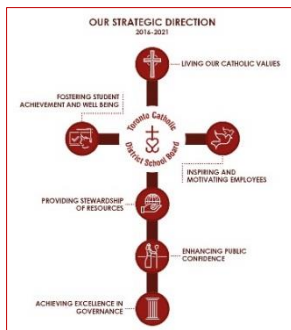 OUR STRATEGIC DIRECTION
2016-2021
LIVING OUR CATHOLIC VALUES
FOSTERING STUDENT
ACHIEVEMENT AND WELL BEING
Toronto Catholic
District School Board
INSPIRING AND
MOTIVATING EMPLOYEES
PROVIDING STEWARDSHIP
OF RESOURCES
ENHANCING PUBLIC
CONFIDENCE
ACHIEVING EXCELLENCE IN
GOVERNANCE